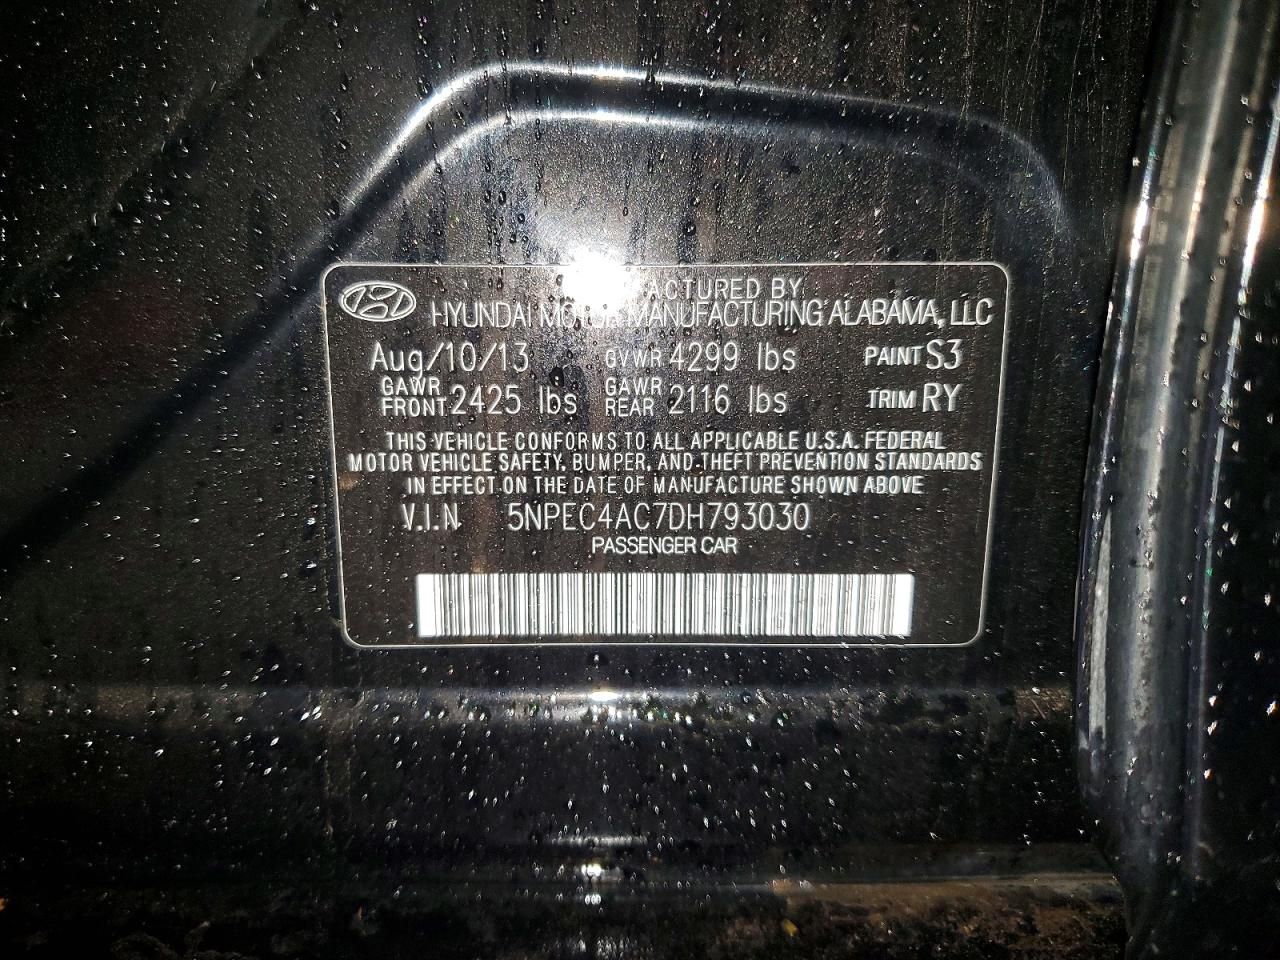 ACTURED BY
HYUNDAI MOTOR MANUFACTURING ALABAMA, LLC
Aug/10/13 GVWR 4299 lbs PAINT S3
GAWR FRONT 2425 lbs GAWR REAR 2116 lbs TRIM RY
THIS VEHICLE CONFORMS TO ALL APPLICABLE U.S.A. FEDERAL
MOTOR VEHICLE SAFETY, BUMPER, AND THEFT PREVENTION STANDARDS
IN EFFECT ON THE DATE OF MANUFACTURE SHOWN ABOVE
V.I.N. 5NPEC4AC7DH793030
PASSENGER CAR